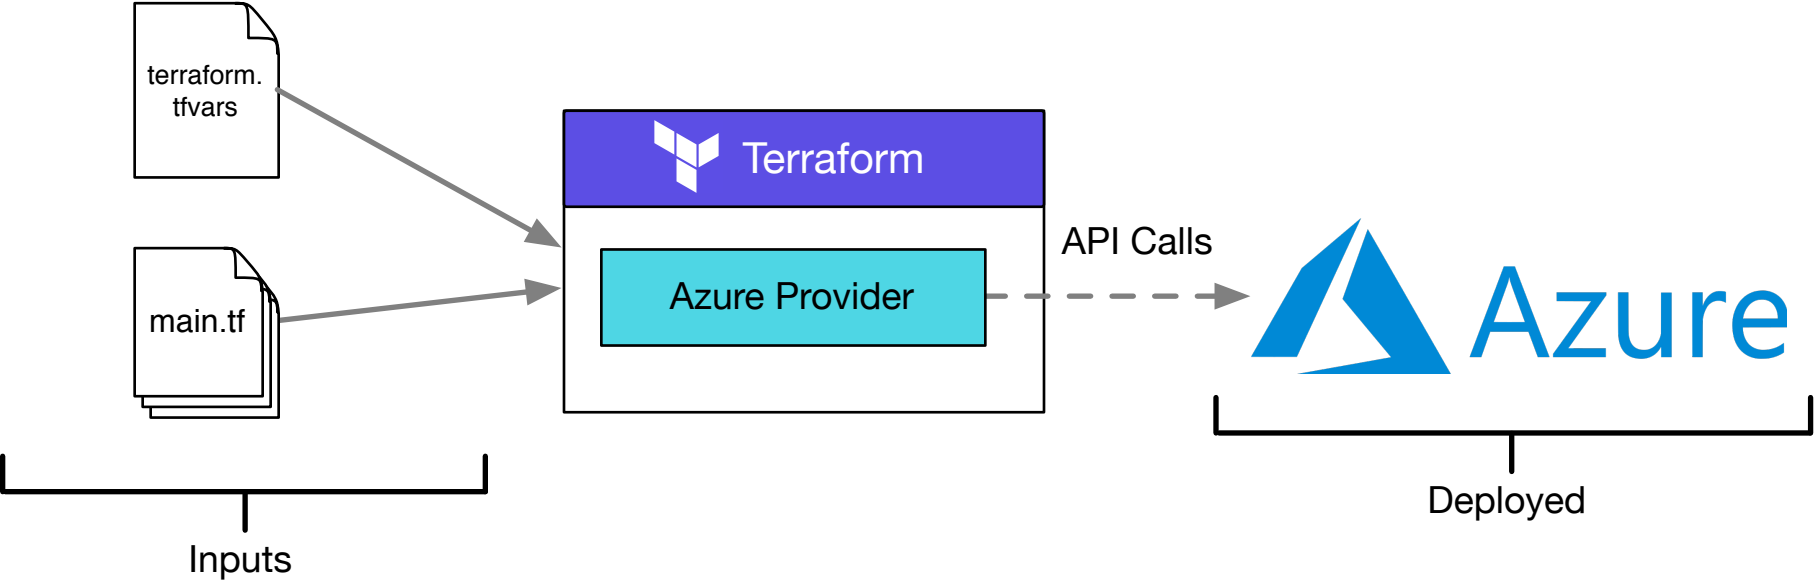 terraform.
tfvars
Terraform
API Calls
Azure Provider
main.tf
Azure
Deployed
Inputs